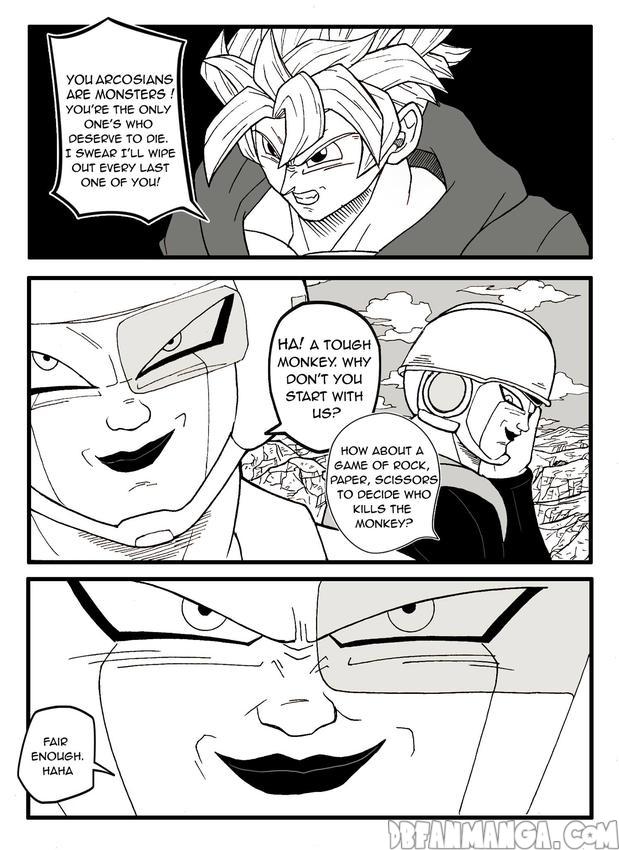 YOU ARCOSIANS
ARE MONSTERS!
YOU'RE THE ONLY
ONE'S WHO
DESERVE TO DIE.
I SWEAR I'LL WIPE
OUT EVERY LAST
ONE OF YOU!
HA! A TOUGH
MONKEY. WHY
DON'T YOU
START WITH
US?
HOW ABOUT A
GAME OF ROCK,
PAPER, SCISSORS
TO DECIDE WHO
KILLS THE
MONKEY?
FAIR
ENOUGH.
HAHA
DBFANMANGA.COM